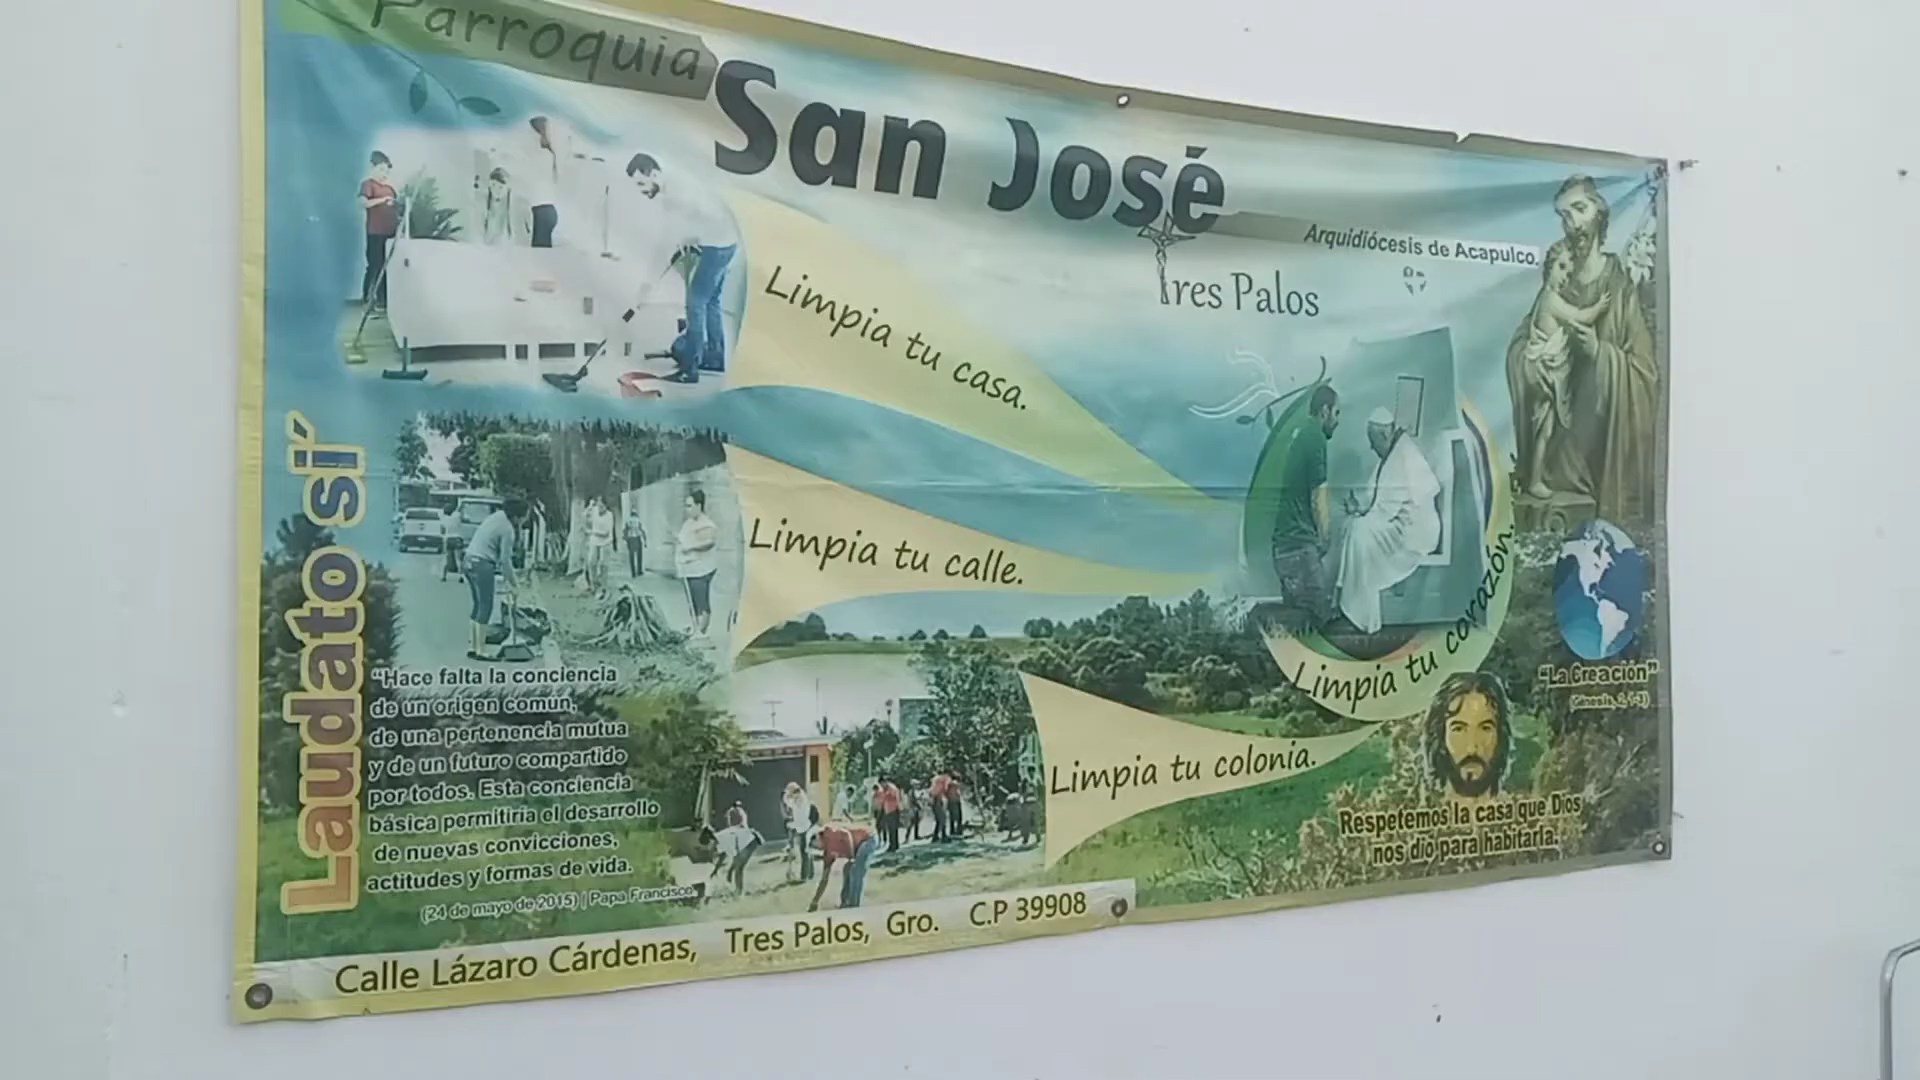 Parroquia
San José
Arquidiócesis de Acapulco.
Tres Palos
Limpia tu casa.
Limpia tu calle.
Limpia tu colonia.
Limpia tu corazón.
Laudato si'
“Hace falta la conciencia
de un origen común,
de una pertenencia mutua
y de un futuro compartido
por todos. Esta conciencia
básica permitiria el desarrollo
de nuevas convicciones,
actitudes y formas de vida.
(24 de mayo de 2015) | Papa Francisco.
“La Creación”
(Génesis, 2, 1-3)
Respetemos la casa que Dios
nos dio para habitarla.
Calle Lázaro Cárdenas, Tres Palos, Gro. C.P 39908